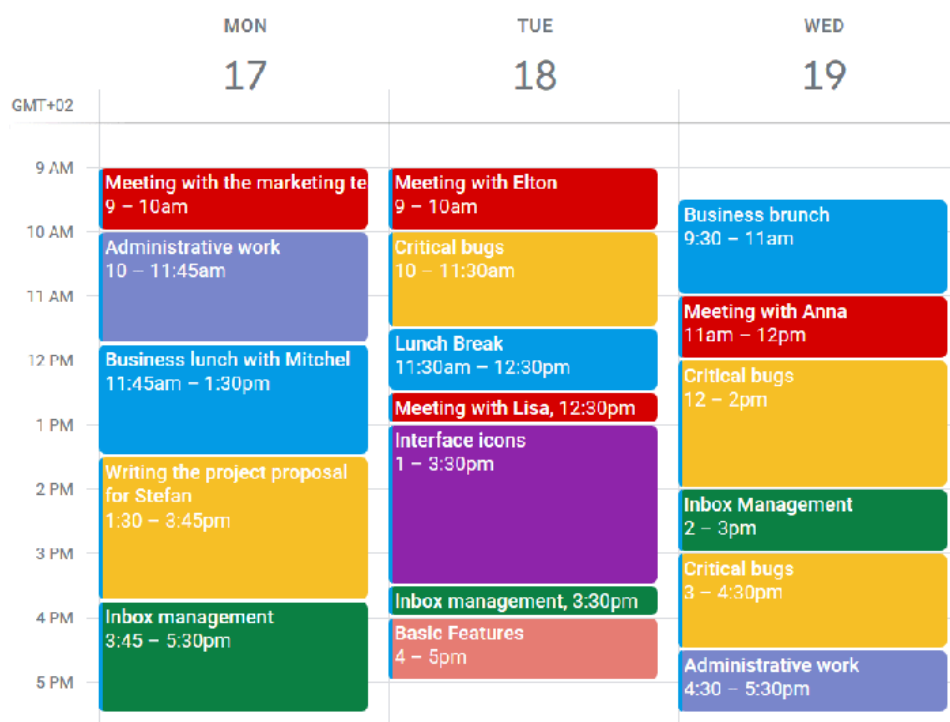 MON
17
TUE
18
WED
19
GMT+02
9 AM
10 AM
11 AM
12 PM
1 PM
2 PM
3 PM
4 PM
5 PM
Meeting with the marketing te
9 – 10am
Administrative work
10 – 11:45am
Business lunch with Mitchel
11:45am – 1:30pm
Writing the project proposal
for Stefan
1:30 – 3:45pm
Inbox management
3:45 – 5:30pm
Meeting with Elton
9 – 10am
Critical bugs
10 – 11:30am
Lunch Break
11:30am – 12:30pm
Meeting with Lisa, 12:30pm
Interface icons
1 – 3:30pm
Inbox management, 3:30pm
Basic Features
4 – 5pm
Business brunch
9:30 – 11am
Meeting with Anna
11am – 12pm
Critical bugs
12 – 2pm
Inbox Management
2 – 3pm
Critical bugs
3 – 4:30pm
Administrative work
4:30 – 5:30pm